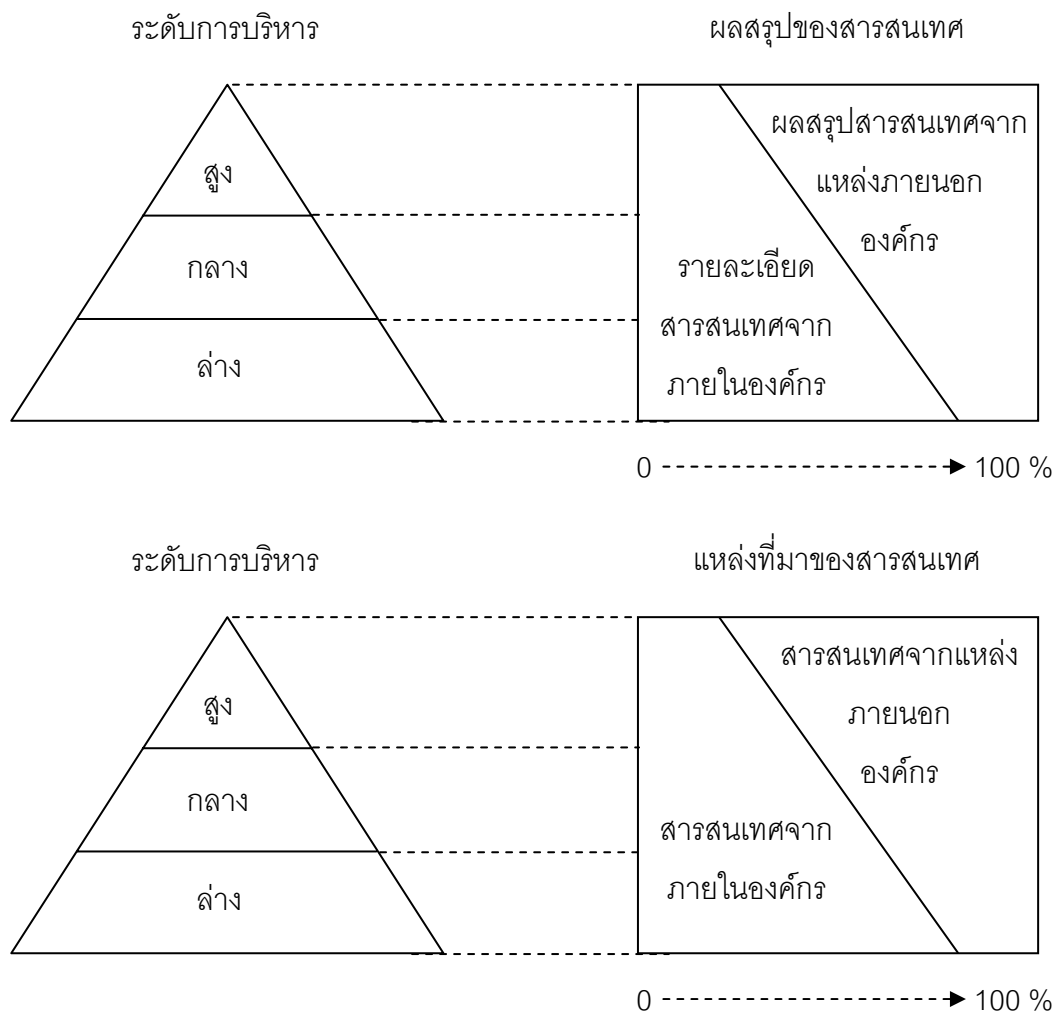 ระดับการบริหาร
ผลสรุปของสารสนเทศ
สูง
กลาง
ล่าง
ผลสรุปสารสนเทศจาก
แหล่งภายนอก
องค์กร
รายละเอียด
สารสนเทศจาก
ภายในองค์กร
0 100 %
ระดับการบริหาร
แหล่งที่มาของสารสนเทศ
สูง
กลาง
ล่าง
สารสนเทศจากแหล่ง
ภายนอก
องค์กร
สารสนเทศจาก
ภายในองค์กร
0 100 %